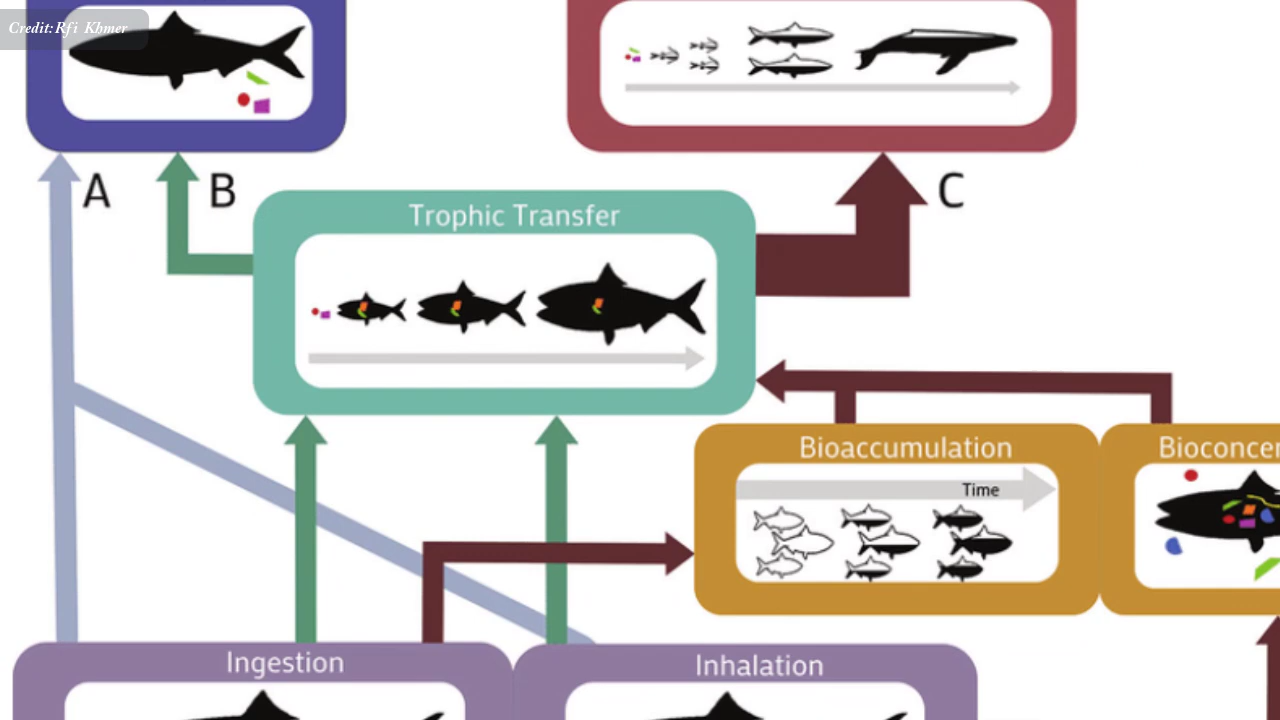 Credit:Rfi Khmer
A
B
C
Trophic Transfer
Bioaccumulation
Time
Ingestion
Inhalation